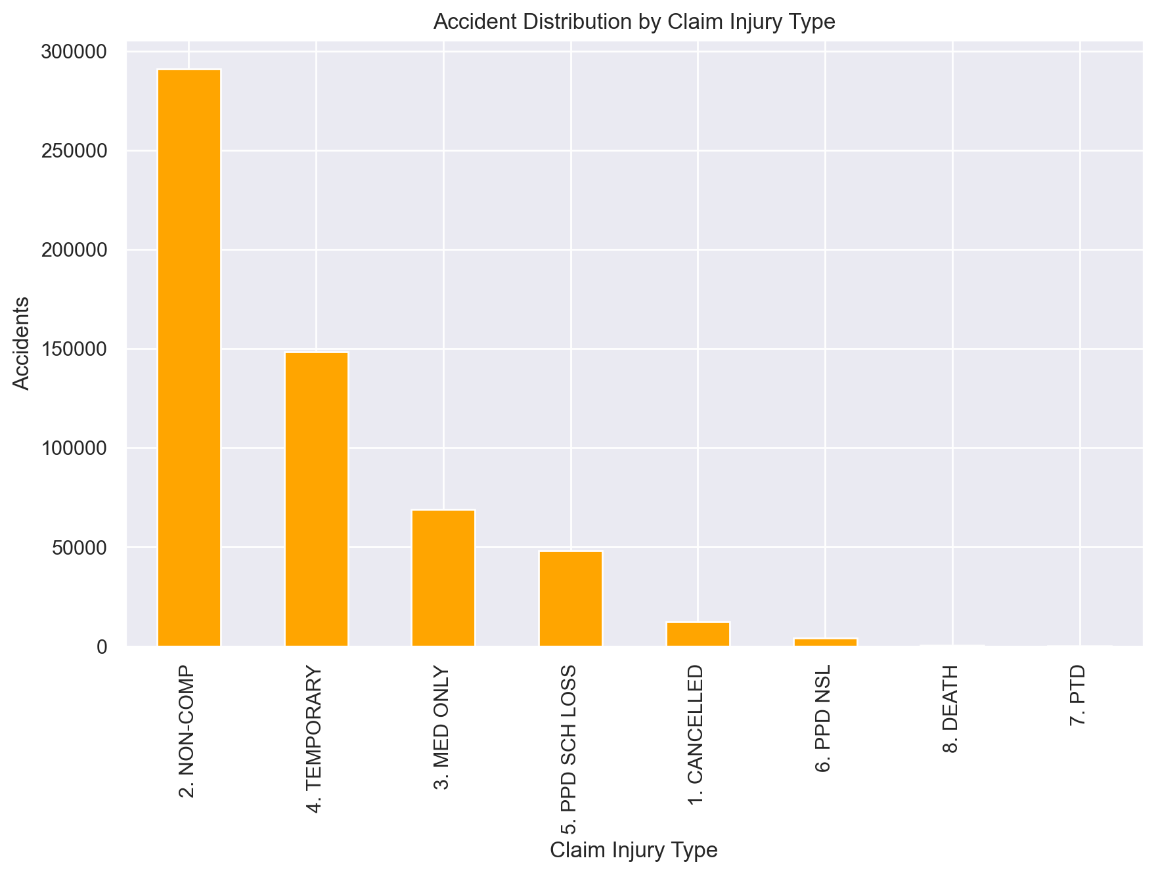 Accident Distribution by Claim Injury Type
Accidents
300000
250000
200000
150000
100000
50000
0
2. NON-COMP
4. TEMPORARY
3. MED ONLY
5. PPD SCH LOSS
1. CANCELLED
6. PPD NSL
8. DEATH
7. PTD
Claim Injury Type